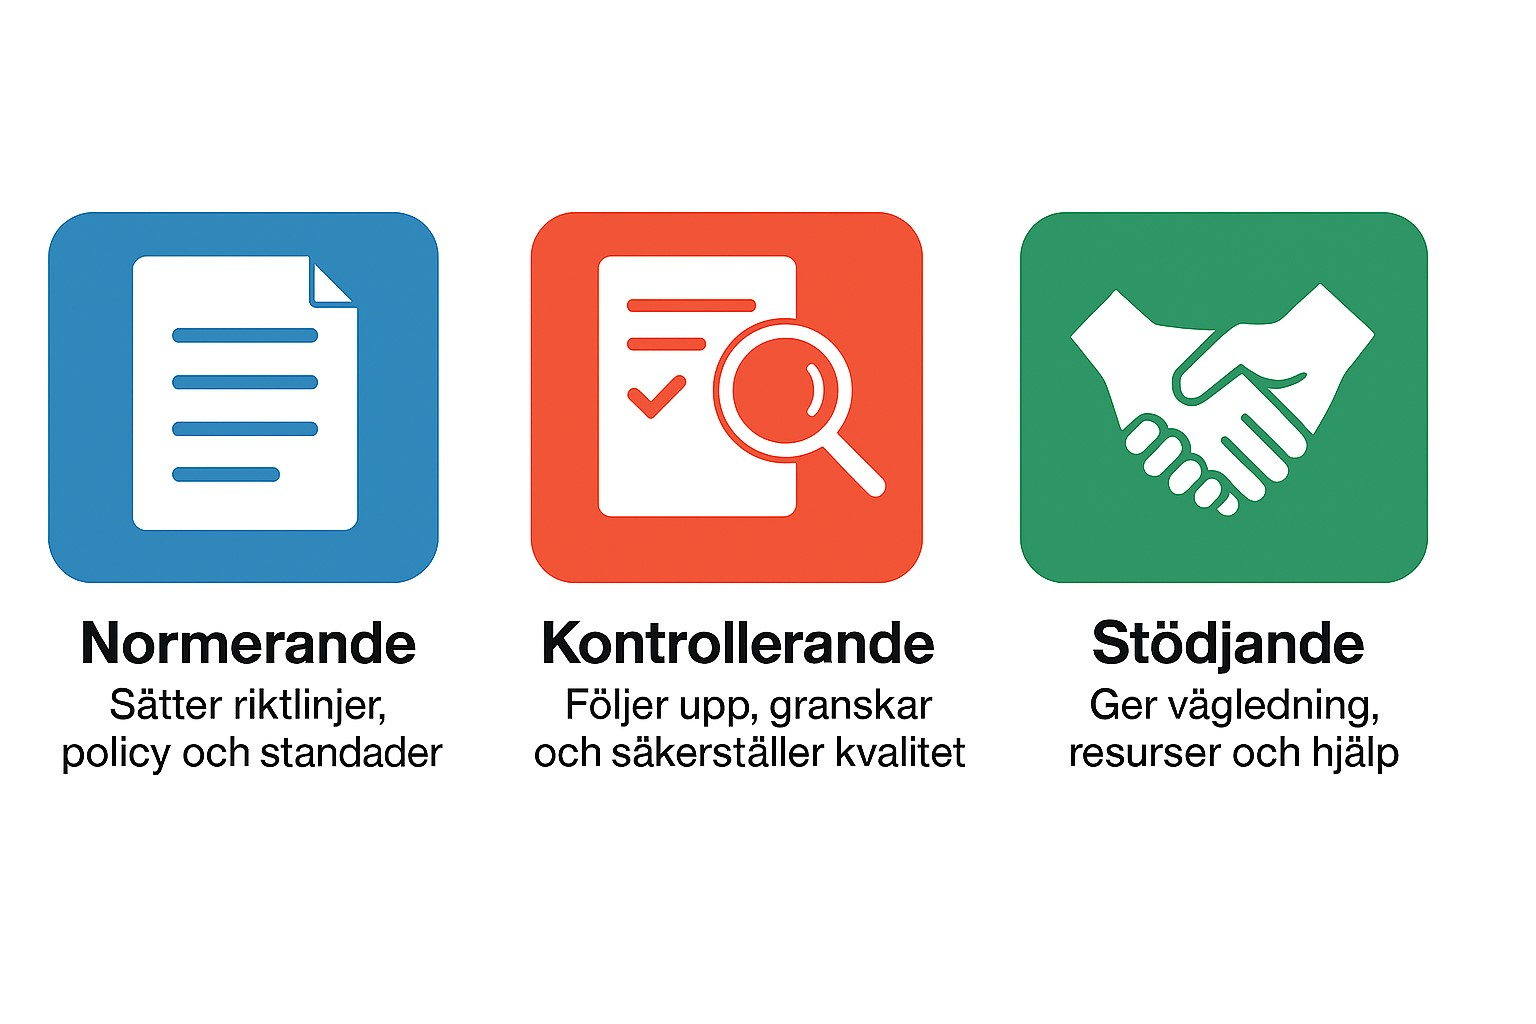 Normerande
Sätter riktlinjer,
policy och standader
Kontrollerande
Följer upp, granskar
och säkerställer kvalitet
Stödjande
Ger vägledning,
resurser och hjälp